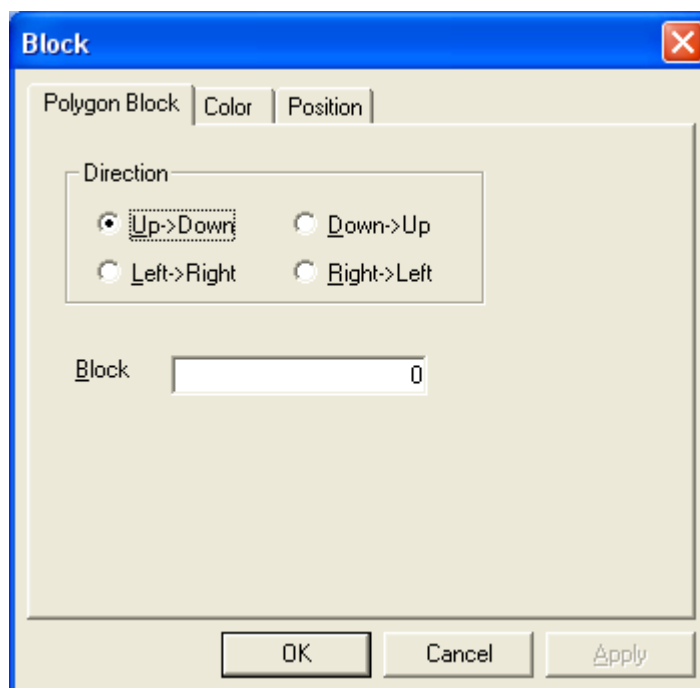 Block
Polygon Block Color Position
Direction
Up->Down Down->Up
Left->Right Right->Left
Block 0
OK Cancel Apply